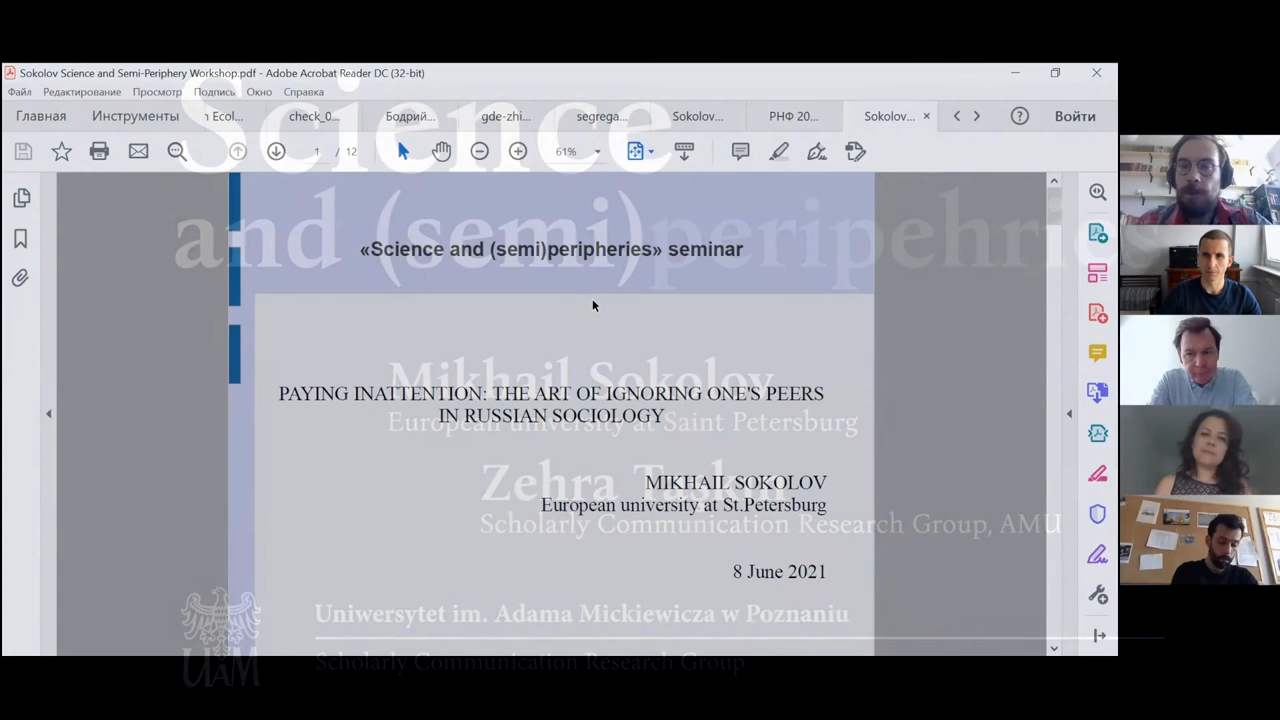 Science
Sokolov Science and Semi-Periphery Workshop.pdf - Adobe Acrobat Reader DC (32-bit)
Файл Редактирование Просмотр Подпись Окно Справка
Главная Инструменты n Ecol... check_0... Бодрий... gde-zhi... segrega... Sokolov... РНФ 20... Sokolov... × Войти
1 / 12 61%
and (semi)peripehries
«Science and (semi)peripheries» seminar
Mikhail Sokolov
European university at Saint Petersburg
PAYING INATTENTION: THE ART OF IGNORING ONE'S PEERS
IN RUSSIAN SOCIOLOGY
Zehra Taskin
Scholarly Communication Research Group, AMU
MIKHAIL SOKOLOV
European university at St.Petersburg
8 June 2021
UAM
Uniwersytet im. Adama Mickiewicza w Poznaniu
Scholarly Communication Research Group